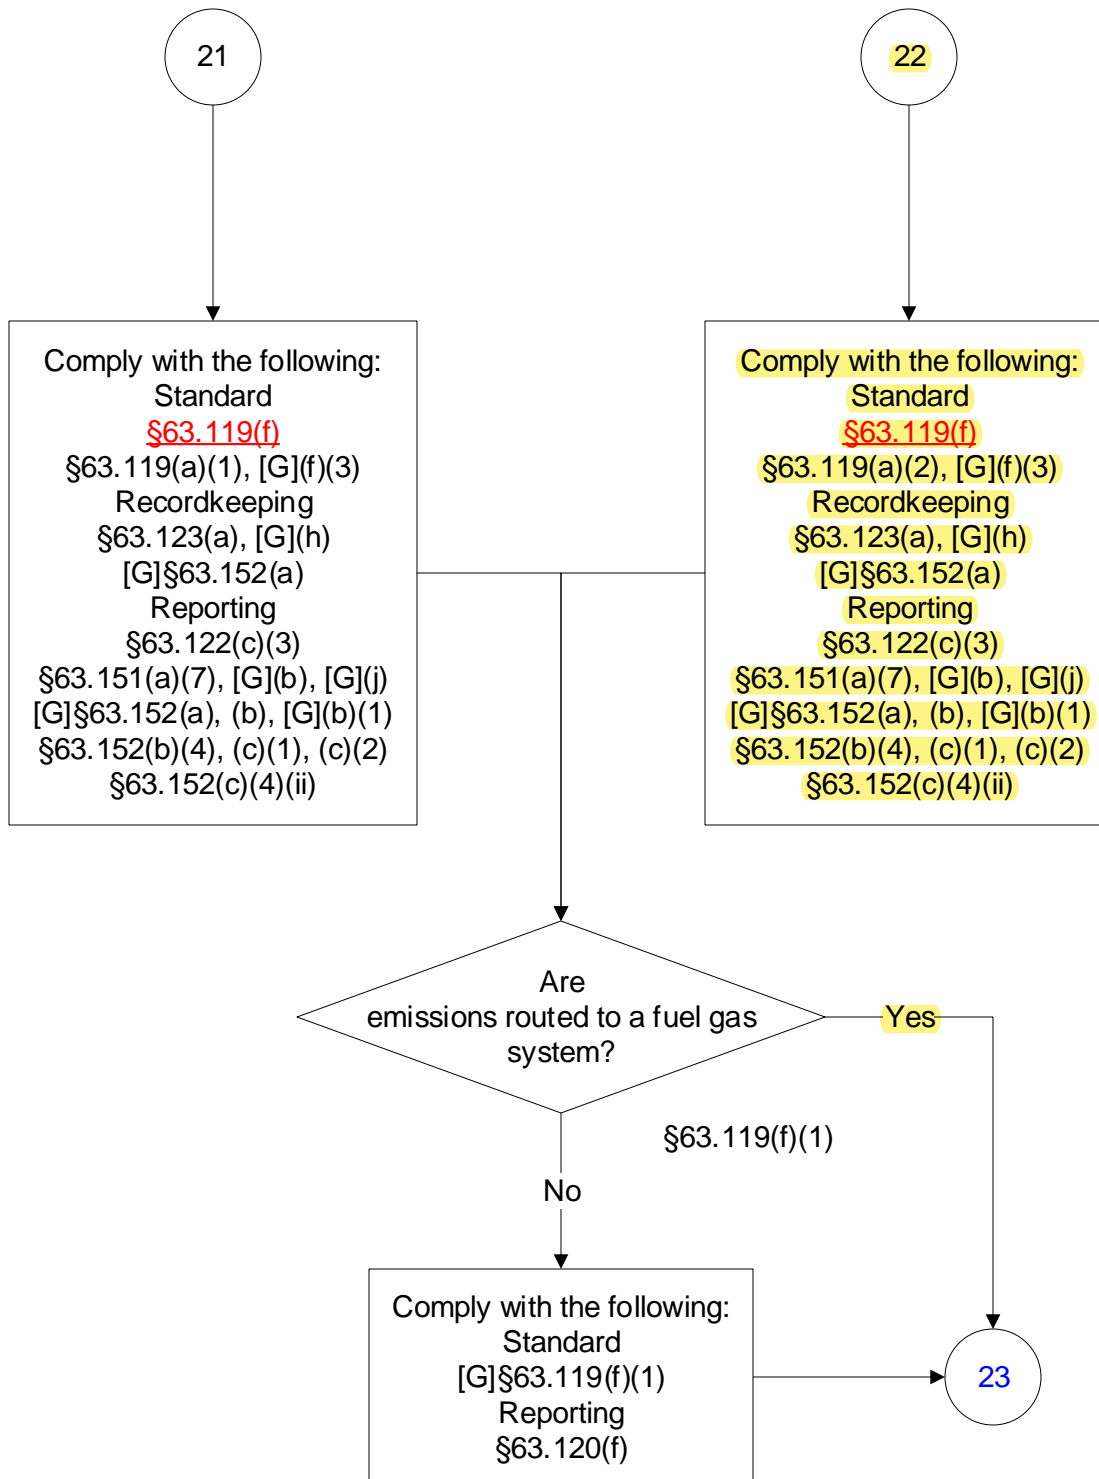 21
22
Comply with the following:
Standard
§63.119(f)
§63.119(a)(1), [G](f)(3)
Recordkeeping
§63.123(a), [G](h)
[G]§63.152(a)
Reporting
§63.122(c)(3)
§63.151(a)(7), [G](b), [G](j)
[G]§63.152(a), (b), [G](b)(1)
§63.152(b)(4), (c)(1), (c)(2)
§63.152(c)(4)(ii)
Comply with the following:
Standard
§63.119(f)
§63.119(a)(2), [G](f)(3)
Recordkeeping
§63.123(a), [G](h)
[G]§63.152(a)
Reporting
§63.122(c)(3)
§63.151(a)(7), [G](b), [G](j)
[G]§63.152(a), (b), [G](b)(1)
§63.152(b)(4), (c)(1), (c)(2)
§63.152(c)(4)(ii)
Are
emissions routed to a fuel gas
system?
Yes
§63.119(f)(1)
No
Comply with the following:
Standard
[G]§63.119(f)(1)
Reporting
§63.120(f)
23